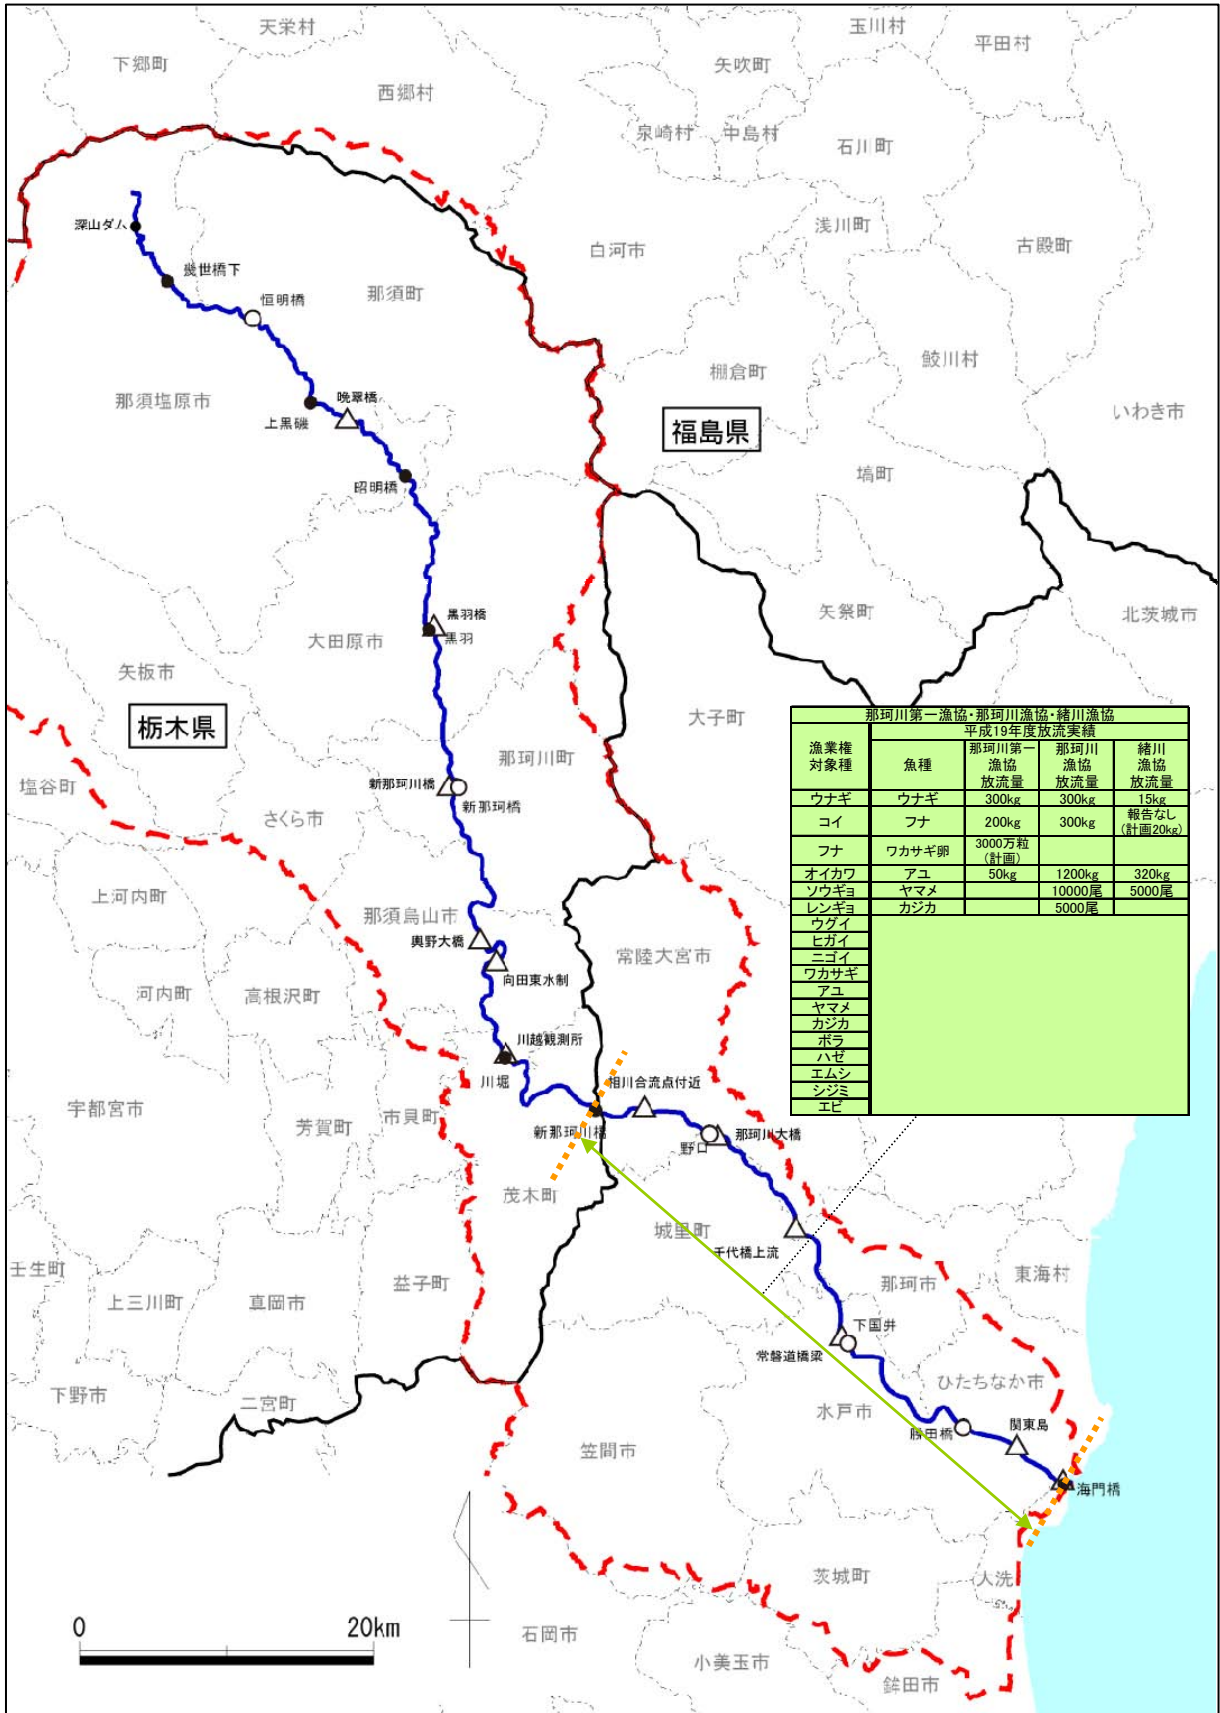 天栄村
玉川村
平田村
下郷町
矢吹町
西郷村
泉崎村
中島村
石川町
深山ダム
白河市
浅川町
古殿町
幾世橋下
恒明橋
那須町
鮫川村
棚倉町
那須塩原市
晩翠橋
上黒磯
福島県
いわき市
昭明橋
塙町
矢祭町
北茨城市
黒羽橋
黒羽
大田原市
矢板市
栃木県
大子町
那珂川町
塩谷町
新那珂川橋
新那珂橋
さくら市
那珂川第一漁協・那珂川漁協・緒川漁協
平成19年度放流実績
漁業権
対象種
魚種
那珂川第一
漁協
放流量
那珂川
漁協
放流量
緒川
漁協
放流量
ウナギ ウナギ 300kg 300kg 15kg
コイ フナ 200kg 300kg 報告なし
(計画20kg)
フナ ワカサギ卵 3000万粒
(計画)
オイカワ アユ 50kg 1200kg 320kg
ソウギョ ヤマメ 10000尾 5000尾
レンギョ カジカ 5000尾
ウグイ
ヒガイ
ニゴイ
ワカサギ
アユ
ヤマメ
カジカ
ボラ
ハゼ
エムシ
シジミ
エビ
上河内町
那須烏山市
興野大橋
向田東水制
常陸大宮市
河内町
高根沢町
川越観測所
川堀
宇都宮市
芳賀町
市貝町
相川合流点付近
新那珂川橋
野口
那珂川大橋
茂木町
城里町
千代橋上流
壬生町
上三川町
真岡市
益子町
那珂市
東海村
下国井
常磐道橋梁
下野市
二宮町
水戸市
ひたちなか市
勝田橋
関東島
笠間市
海門橋
茨城町
大洗
0
20km
石岡市
小美玉市
鉾田市